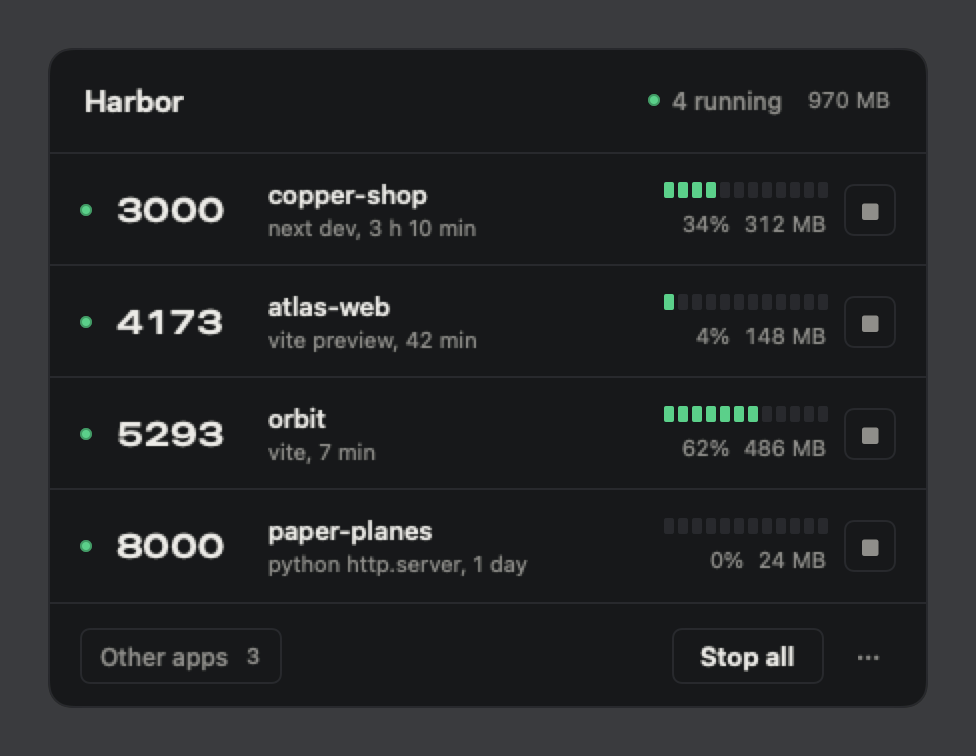 Harbor
4 running 970 MB
3000 copper-shop
next dev, 3 h 10 min
34% 312 MB
4173 atlas-web
vite preview, 42 min
4% 148 MB
5293 orbit
vite, 7 min
62% 486 MB
8000 paper-planes
python http.server, 1 day
0% 24 MB
Other apps 3
Stop all
···